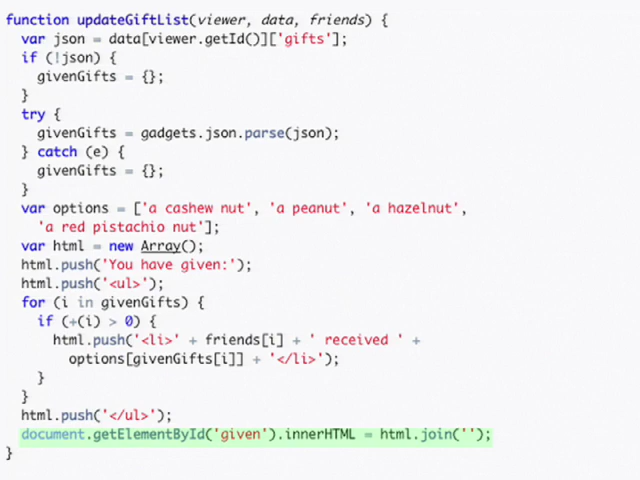 function updateGiftList(viewer, data, friends) {
var json = data[viewer.getId()]['gifts'];
if (!json) {
givenGifts = {};
}
try {
givenGifts = gadgets.json.parse(json);
} catch (e) {
givenGifts = {};
}
var options = ['a cashew nut', 'a peanut', 'a hazelnut',
'a red pistachio nut'];
var html = new Array();
html.push('You have given:');
html.push('<ul>');
for (i in givenGifts) {
if (+(i) > 0) {
html.push('<li>' + friends[i] + ' received ' +
options[givenGifts[i]] + '</li>');
}
}
html.push('</ul>');
document.getElementById('given').innerHTML = html.join('');
}